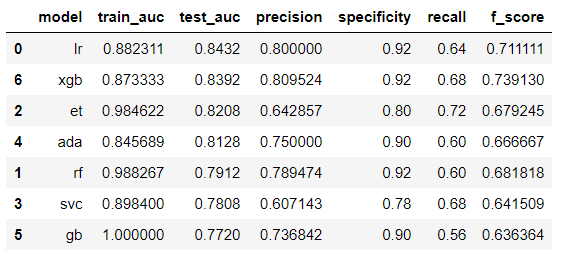 model train_auc test_auc precision specificity recall f_score
0 lr 0.882311 0.8432 0.800000 0.92 0.64 0.711111
6 xgb 0.873333 0.8392 0.809524 0.92 0.68 0.739130
2 et 0.984622 0.8208 0.642857 0.80 0.72 0.679245
4 ada 0.845689 0.8128 0.750000 0.90 0.60 0.666667
1 rf 0.988267 0.7912 0.789474 0.92 0.60 0.681818
3 svc 0.898400 0.7808 0.607143 0.78 0.68 0.641509
5 gb 1.000000 0.7720 0.736842 0.90 0.56 0.636364